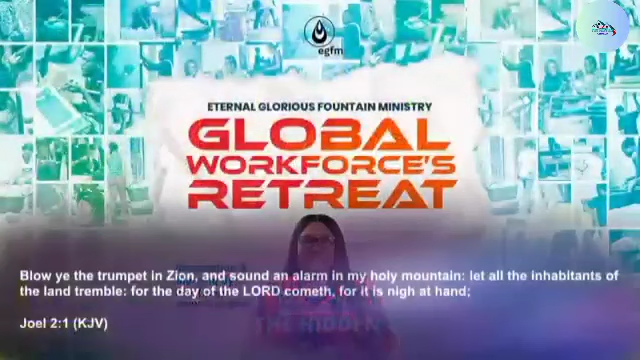 egfm
ETERNAL GLORIOUS FOUNTAIN MINISTRY
GLOBAL
WORKFORCE'S
RETREAT
Blow ye the trumpet in Zion, and sound an alarm in my holy mountain: let all the inhabitants of
the land tremble: for the day of the LORD cometh, for it is nigh at hand;
THE HIDDEN
Joel 2:1 (KJV)